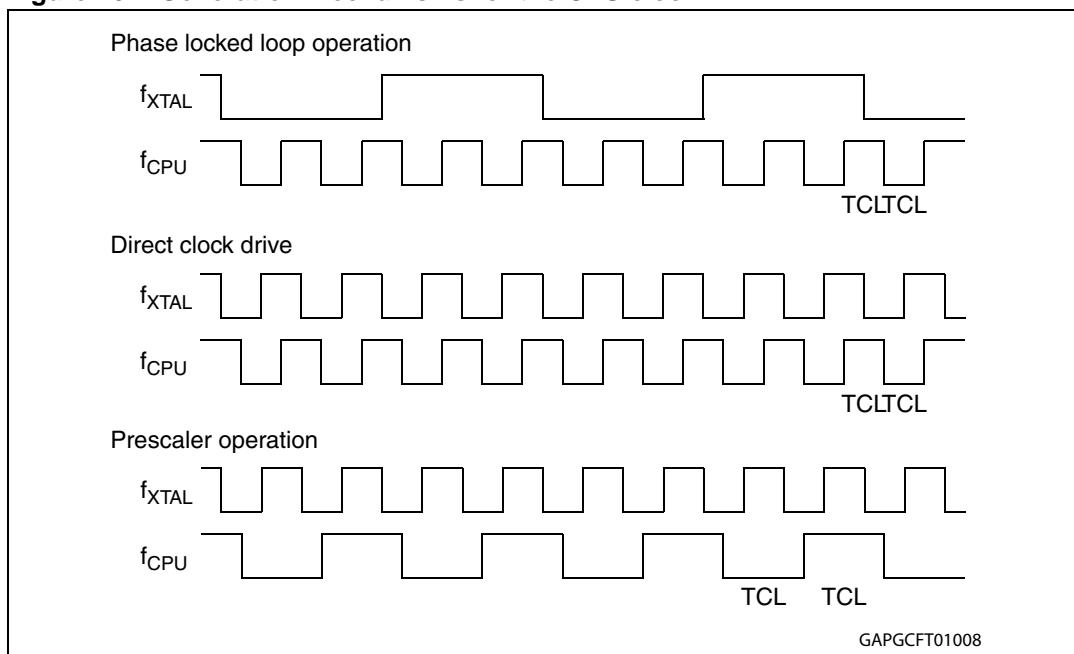 Phase locked loop operation
fXTAL
fCPU
TCLTCL
Direct clock drive
fXTAL
fCPU
TCLTCL
Prescaler operation
fXTAL
fCPU
TCL TCL
GAPGCFT01008